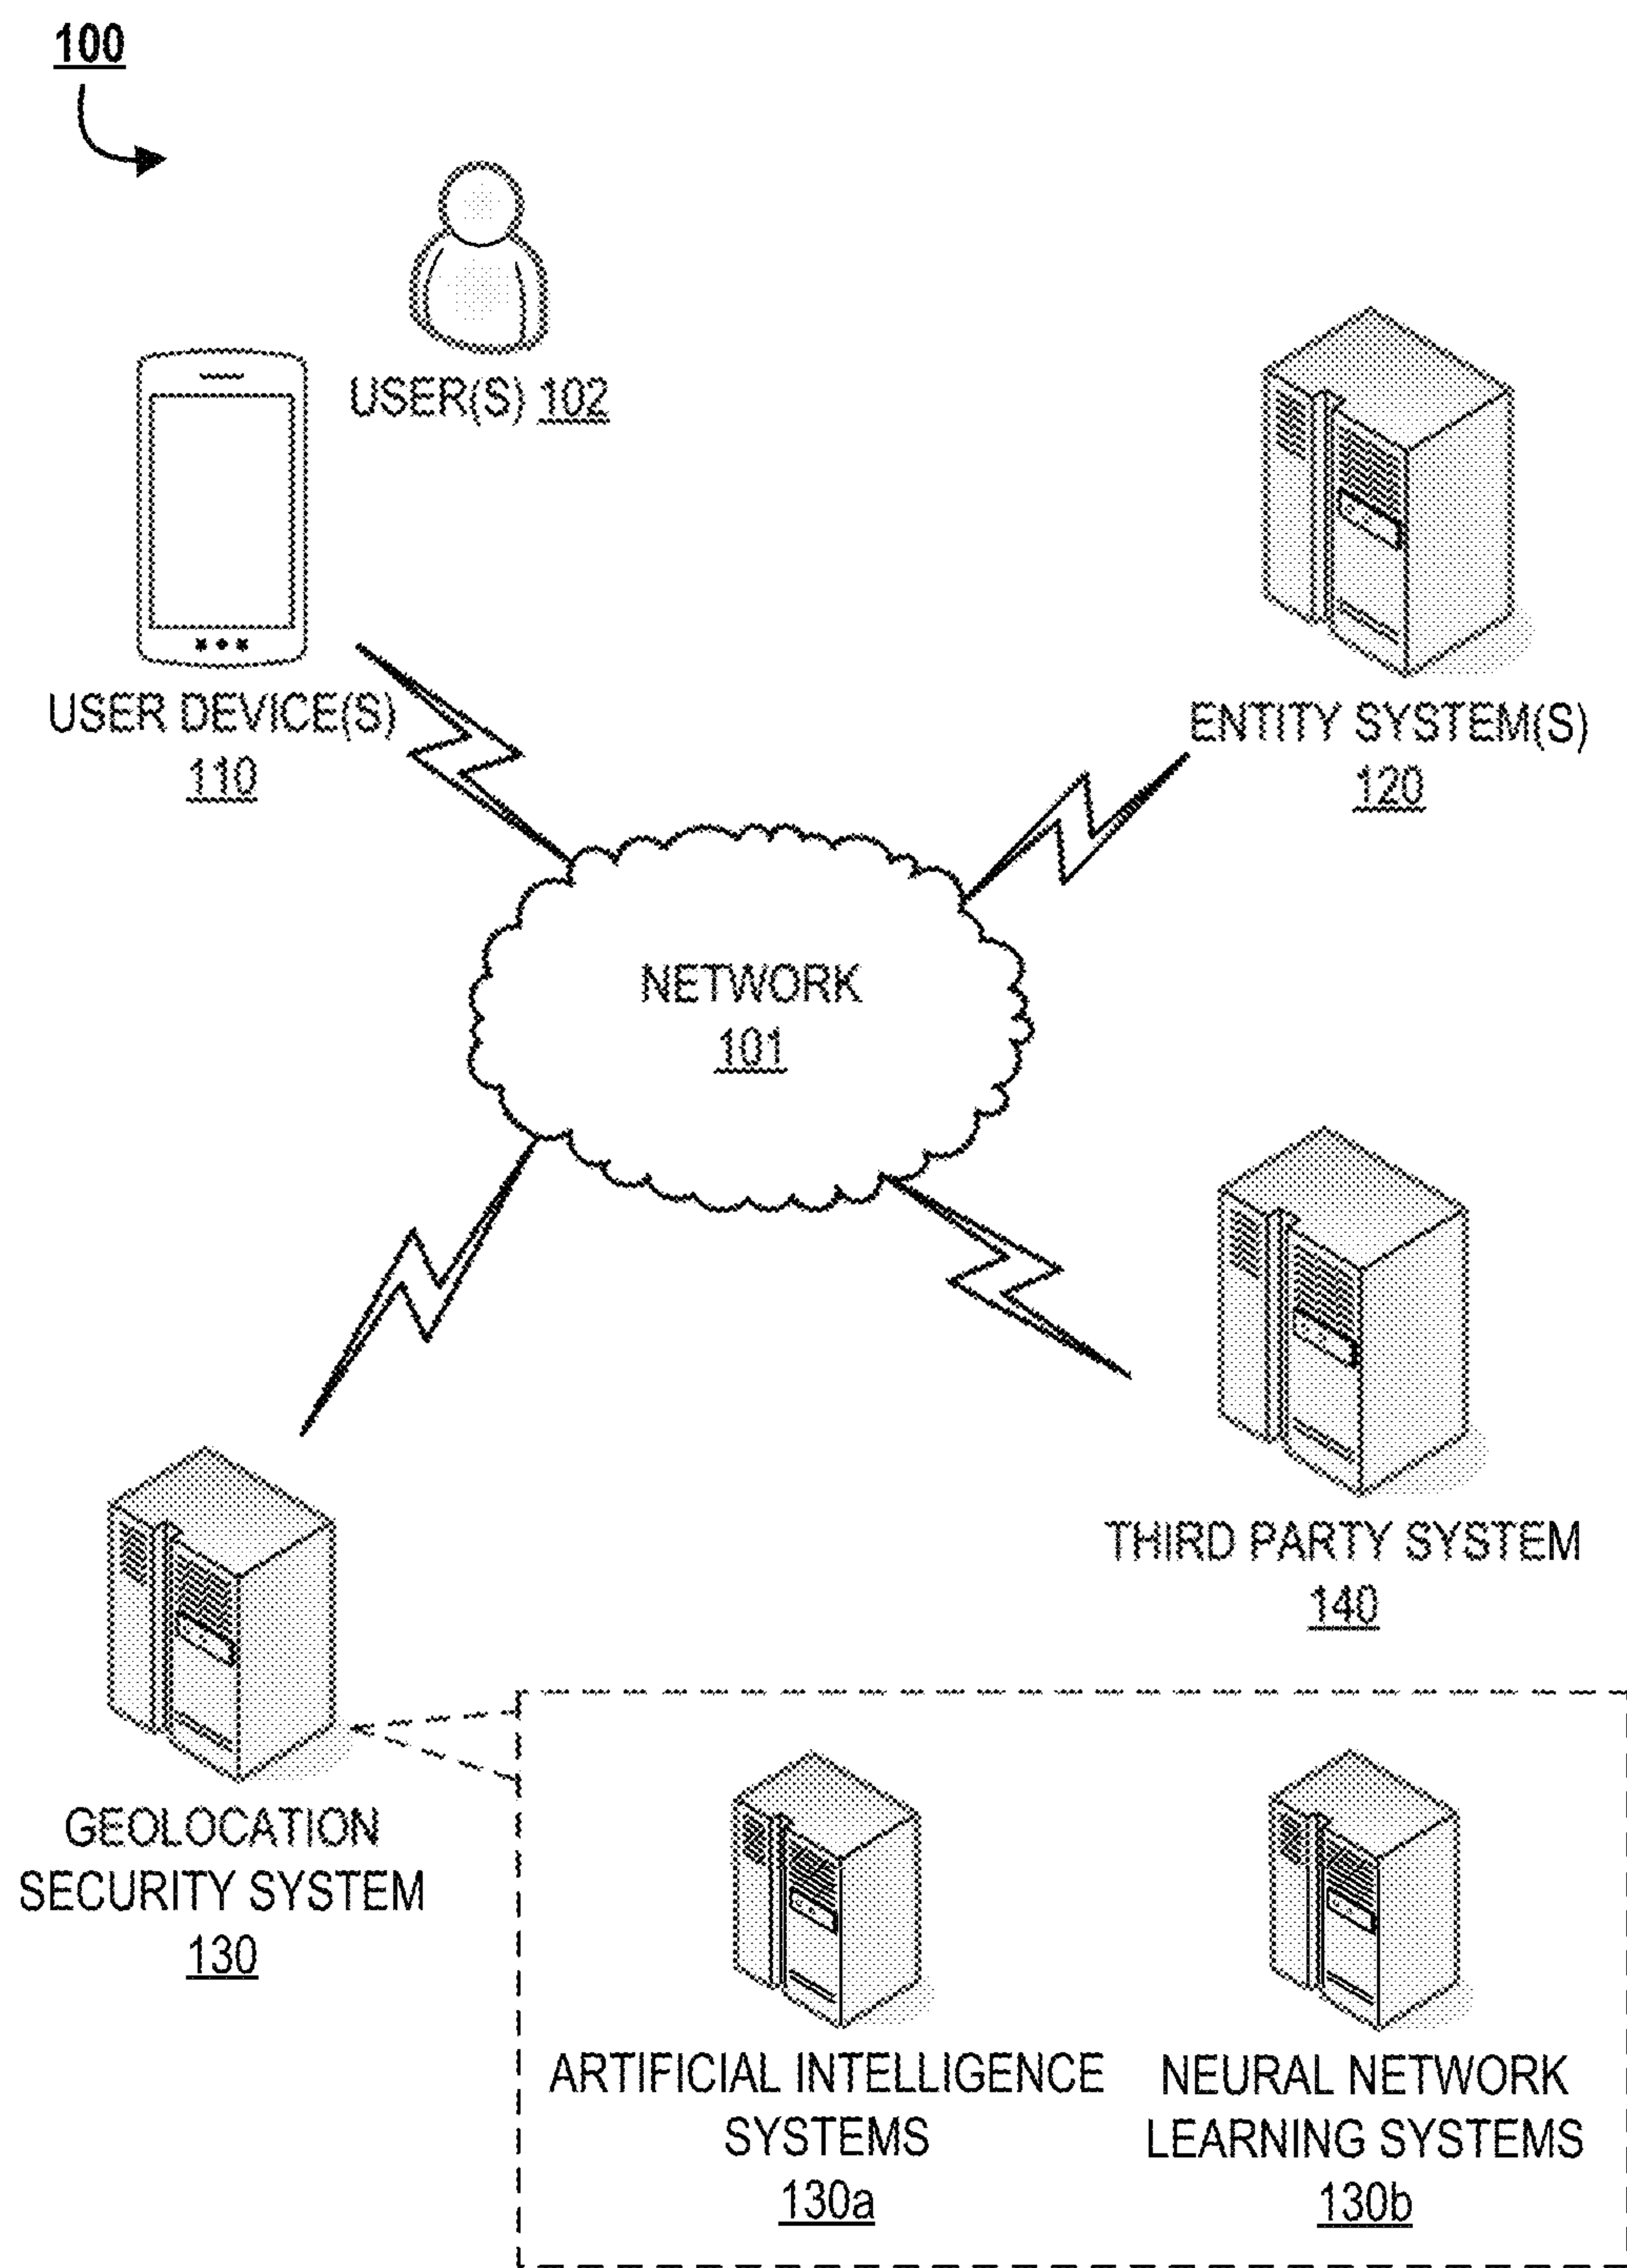 100
USER(S) 102
USER DEVICE(S)
110
ENTITY SYSTEM(S)
120
NETWORK
101
THIRD PARTY SYSTEM
140
GEOLOCATION
SECURITY SYSTEM
130
ARTIFICIAL INTELLIGENCE
SYSTEMS
130a
NEURAL NETWORK
LEARNING SYSTEMS
130b